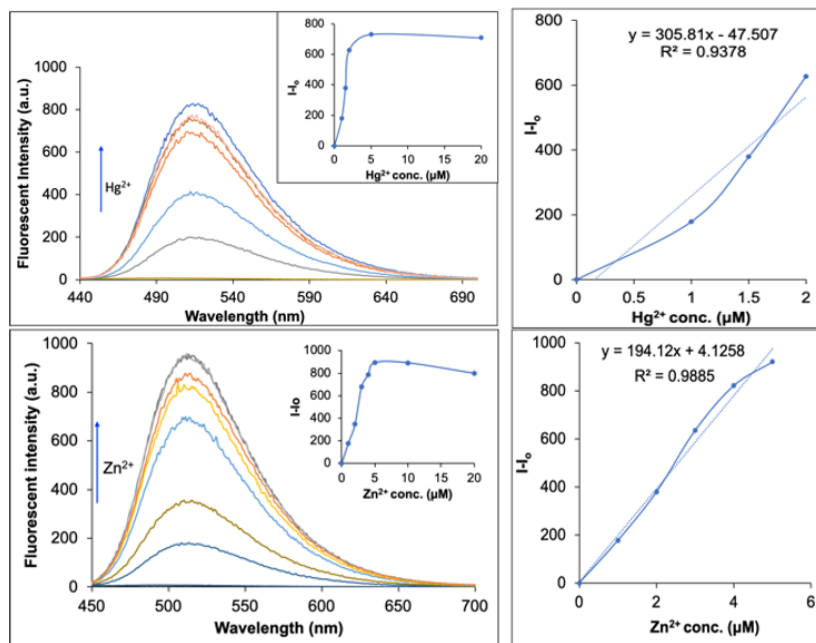 1000
800
600
400
200
0
Fluorescent Intensity (a.u.)
Hg²⁺
440 490 540 590 640 690
Wavelength (nm)
800
600
400
200
0
I-Iₒ
0 5 10 15 20
Hg²⁺ conc. (µM)
y = 305.81x - 47.507
R² = 0.9378
800
600
400
200
0
I-Iₒ
0 0.5 1 1.5 2
Hg²⁺ conc. (µM)
1000
800
600
400
200
0
Fluorescent intensity (a.u.)
Zn²⁺
450 500 550 600 650 700
Wavelength (nm)
1000
800
600
400
200
0
I-Io
0 5 10 15 20
Zn²⁺ conc. (µM)
y = 194.12x + 4.1258
R² = 0.9885
1000
800
600
400
200
0
I-Iₒ
0 2 4 6
Zn²⁺ conc. (µM)